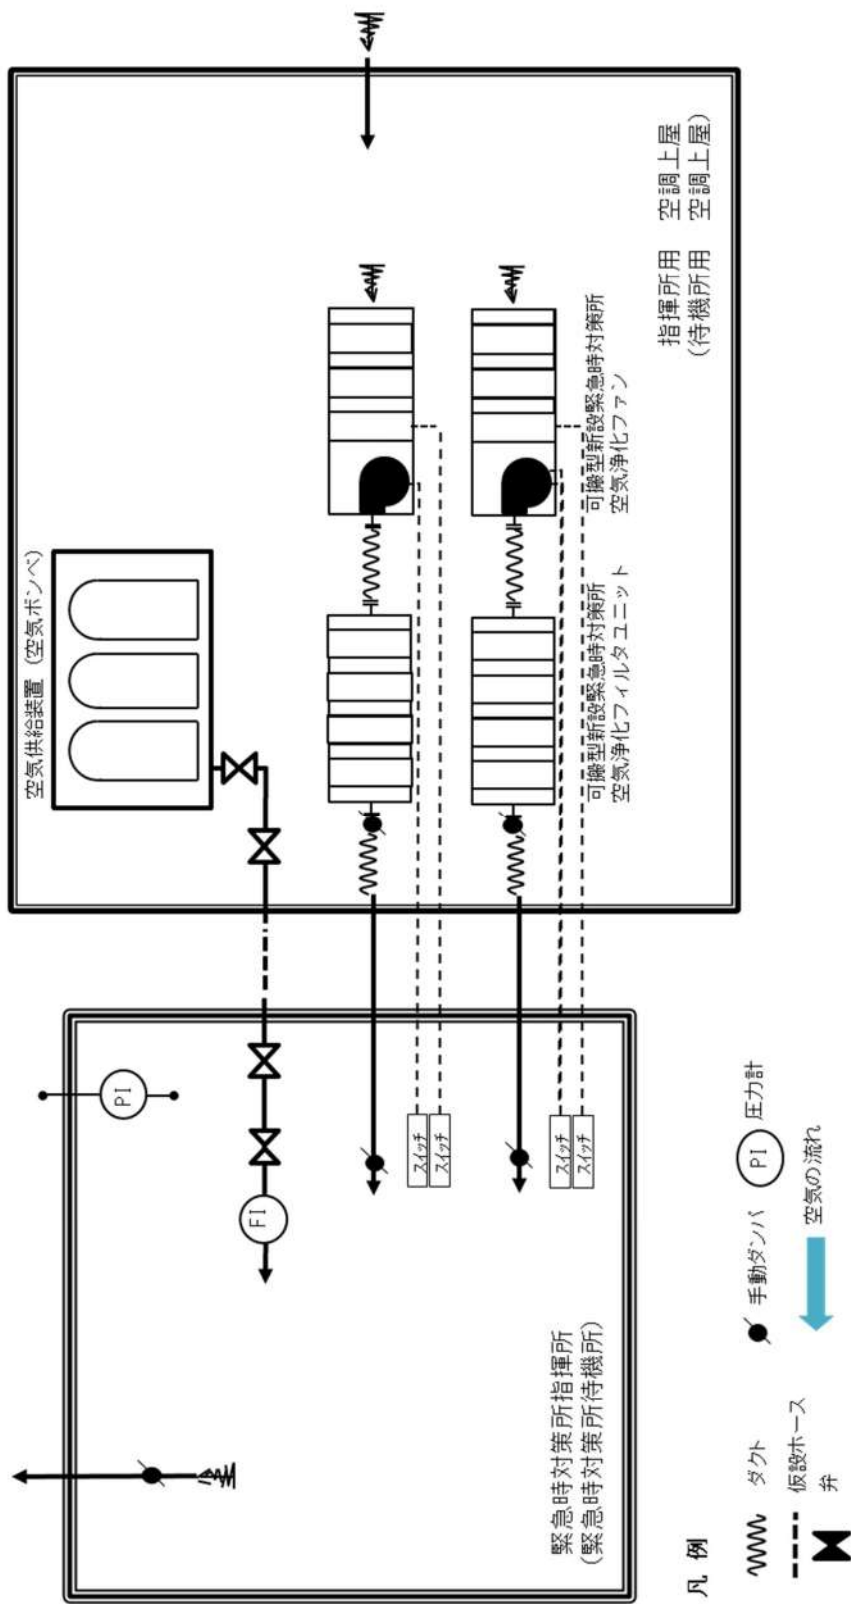 空気供給装置 (空気ボンベ)
指揮所用 空調上屋
(待機所用 空調上屋)
可搬型新設緊急時対策所
空気浄化ファン
可搬型新設緊急時対策所
空気浄化フィルタユニット
PI
FI
スイッチ
スイッチ
スイッチ
スイッチ
緊急時対策所指揮所
(緊急時対策所待機所)
凡 例
ダクト
手動ダンパ
PI
圧力計
仮設ホース
空気の流れ
弁